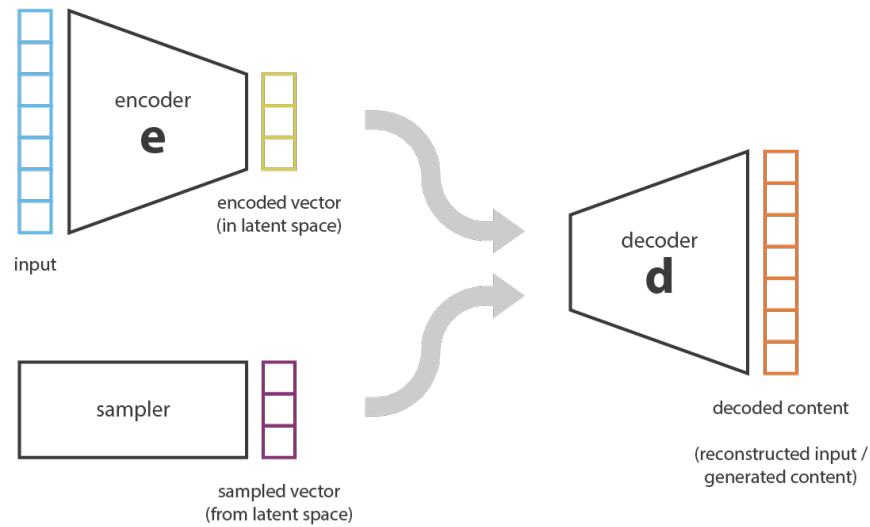 encoder
e
encoded vector
(in latent space)
input
decoder
d
sampler
sampled vector
(from latent space)
decoded content
(reconstructed input /
generated content)